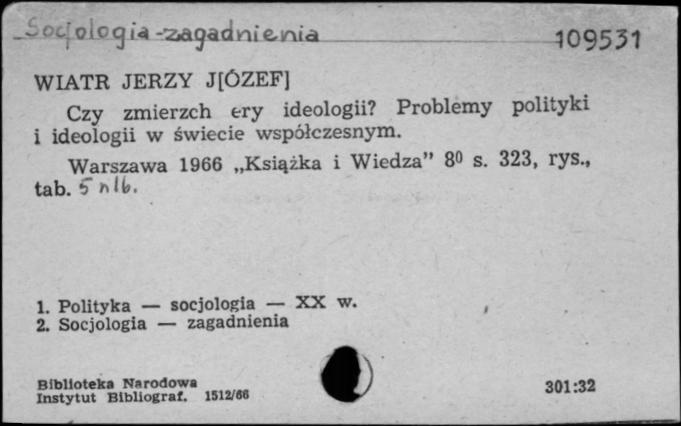 Socjologia-zagadnienia 109531
WIATR JERZY J[ÓZEF]
Czy zmierzch ery ideologii? Problemy polityki
i ideologii w świecie współczesnym.
Warszawa 1966 „Książka i Wiedza” 8⁰ s. 323, rys.,
tab. 5 nlb.
1. Polityka — socjologia — XX w.
2. Socjologia — zagadnienia
Biblioteka Narodowa
Instytut Bibliograf. 1512/66 301:32